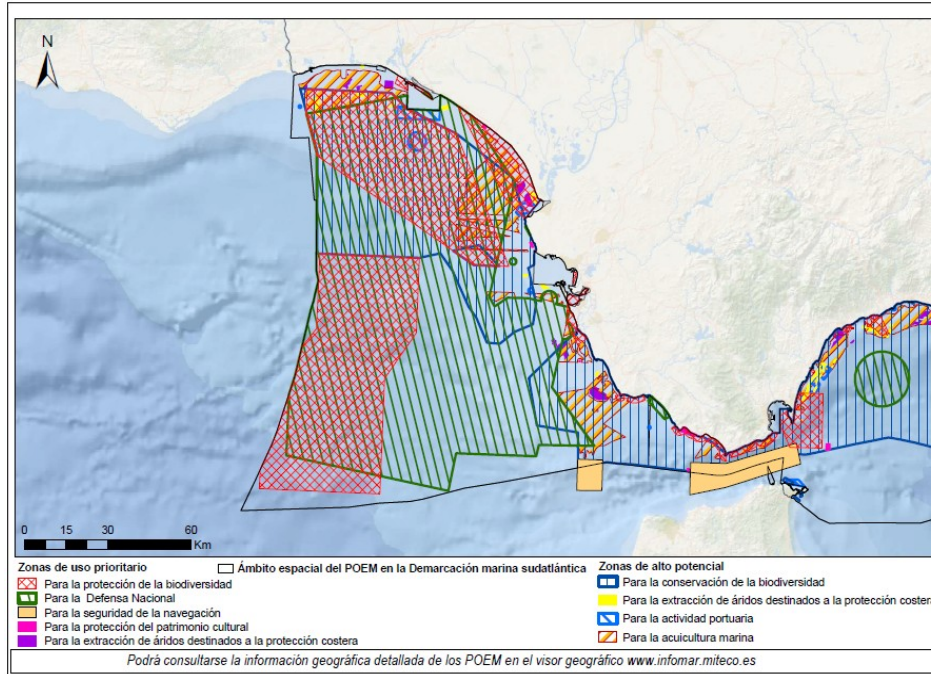 N
0 15 30 60
Km
Zonas de uso prioritario
Para la protección de la biodiversidad
Para la Defensa Nacional
Para la seguridad de la navegación
Para la protección del patrimonio cultural
Para la extracción de áridos destinados a la protección costera
Ámbito espacial del POEM en la Demarcación marina sudatlántica
Zonas de alto potencial
Para la conservación de la biodiversidad
Para la extracción de áridos destinados a la protección costera
Para la actividad portuaria
Para la acuicultura marina
Podrá consultarse la información geográfica detallada de los POEM en el visor geográfico www.infomar.miteco.es